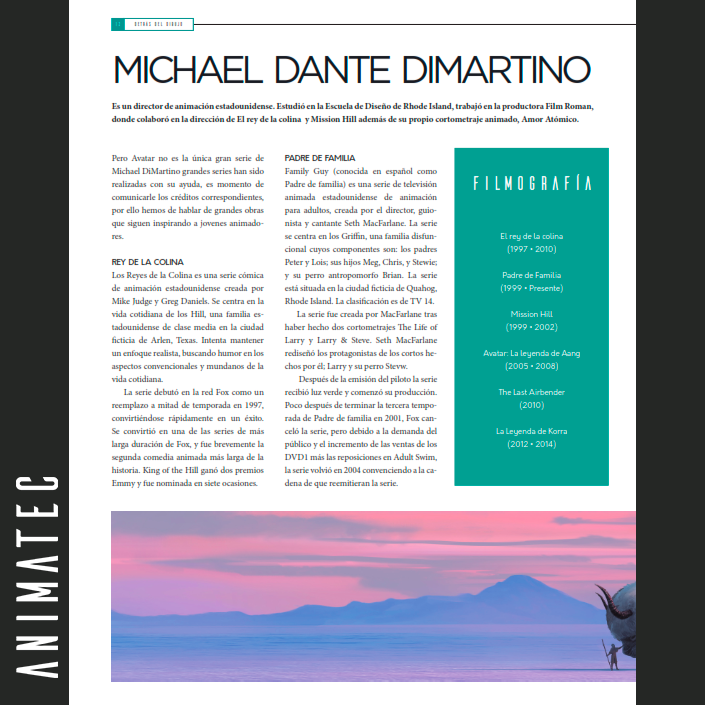 DETRÁS DEL DIBUJO
MICHAEL DANTE DIMARTINO
Es un director de animación estadounidense. Estudió en la Escuela de Diseño de Rhode Island, trabajó en la productora Film Roman,
donde colaboró en la dirección de El rey de la colina y Mission Hill además de su propio cortometraje animado, Amor Atómico.
Pero Avatar no es la única gran serie de
Michael DiMartino grandes series han sido
realizadas con su ayuda, es momento de
comunicarle los créditos correspondientes,
por ello hemos de hablar de grandes obras
que siguen inspirando a jovenes animado-
res.
REY DE LA COLINA
Los Reyes de la Colina es una serie cómica
de animación estadounidense creada por
Mike Judge y Greg Daniels. Se centra en la
vida cotidiana de los Hill, una familia es-
tadounidense de clase media en la ciudad
ficticia de Arlen, Texas. Intenta mantener
un enfoque realista, buscando humor en los
aspectos convencionales y mundanos de la
vida cotidiana.
La serie debutó en la red Fox como un
reemplazo a mitad de temporada en 1997,
convirtiéndose rápidamente en un éxito.
Se convirtió en una de las series de más
larga duración de Fox, y fue brevemente la
segunda comedia animada más larga de la
historia. King of the Hill ganó dos premios
Emmy y fue nominada en siete ocasiones.
PADRE DE FAMILIA
Family Guy (conocida en español como
Padre de familia) es una serie de televisión
animada estadounidense de animación
para adultos, creada por el director, guio-
nista y cantante Seth MacFarlane. La serie
se centra en los Griffin, una familia disfun-
cional cuyos componentes son: los padres
Peter y Lois; sus hijos Meg, Chris, y Stewie;
y su perro antropomorfo Brian. La serie
está situada en la ciudad ficticia de Quahog,
Rhode Island. La clasificación es de TV 14.
La serie fue creada por MacFarlane tras
haber hecho dos cortometrajes The Life of
Larry y Larry & Steve. Seth MacFarlane
rediseñó los protagonistas de los cortos he-
chos por él; Larry y su perro Stevw.
Después de la emisión del piloto la serie
recibió luz verde y comenzó su producción.
Poco después de terminar la tercera tempo-
rada de Padre de familia en 2001, Fox can-
celó la serie, pero debido a la demanda del
público y el incremento de las ventas de los
DVD1 más las reposiciones en Adult Swim,
la serie volvió en 2004 convenciendo a la ca-
dena de que reemitieran la serie.
FILMOGRAFÍA
El rey de la colina
(1997 • 2010)
Padre de Familia
(1999 • Presente)
Mission Hill
(1999 • 2002)
Avatar: La leyenda de Aang
(2005 • 2008)
The Last Airbender
(2010)
La Leyenda de Korra
(2012 • 2014)
ANIMATEC